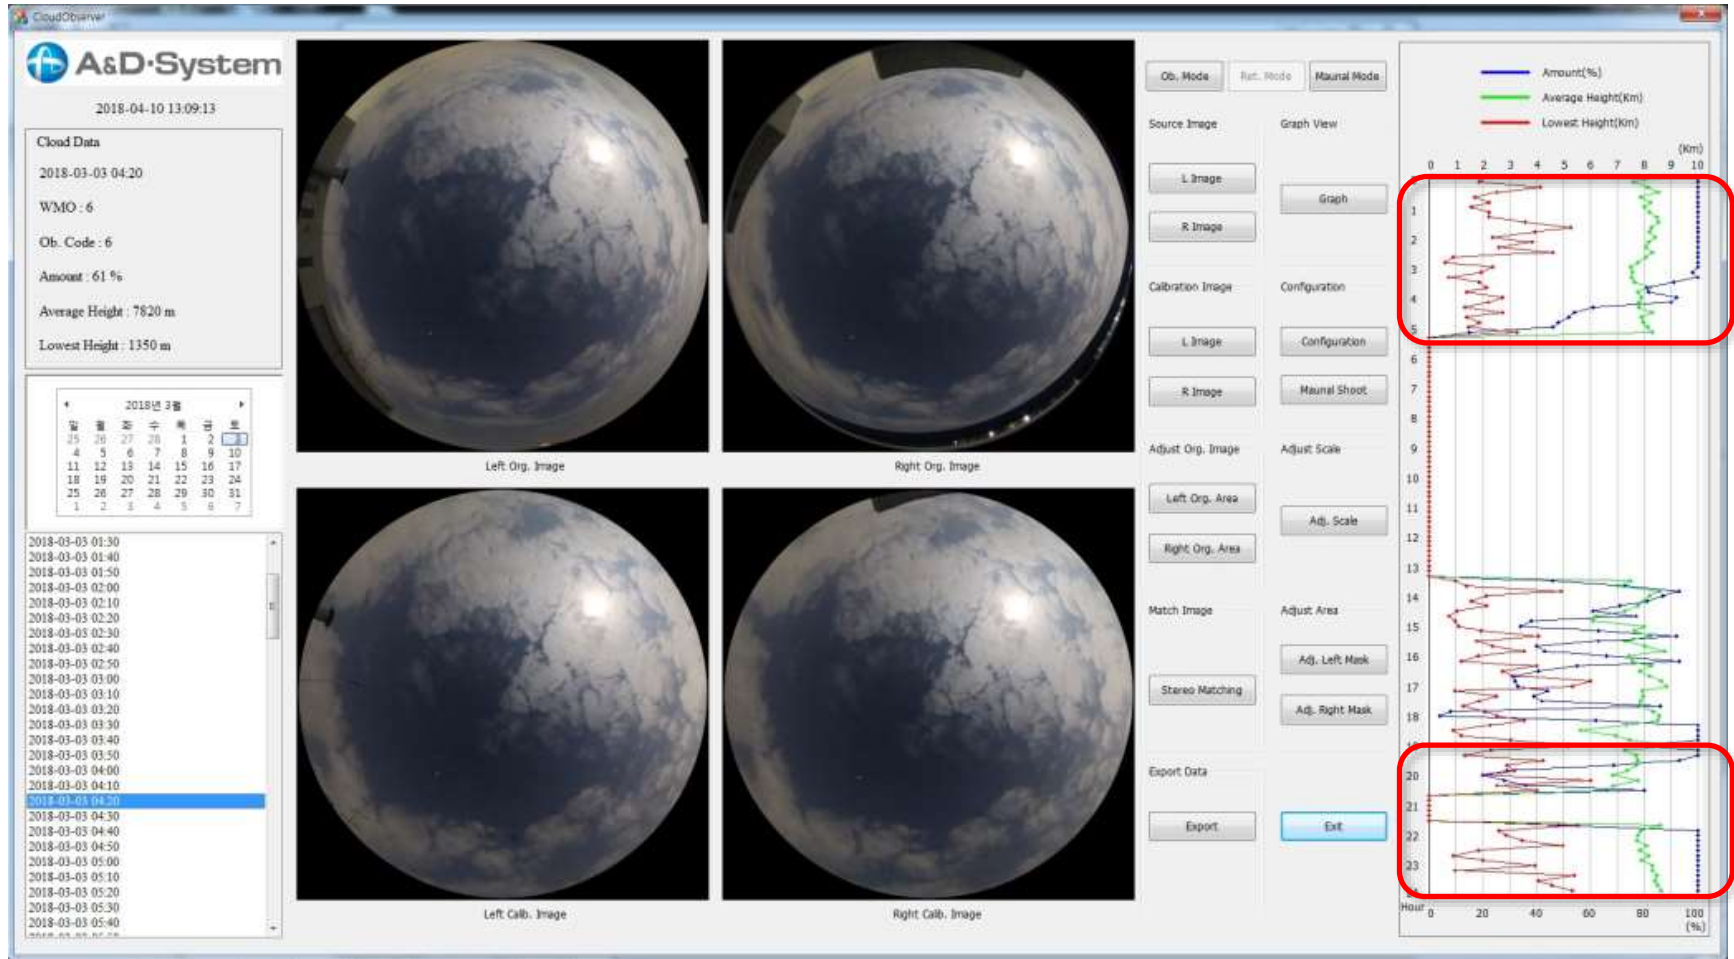 CloudObserver
A&D·System
2018-04-10 13:09:13
Cloud Data
2018-03-03 04:20
WMO : 6
Ob. Code : 6
Amount : 61 %
Average Height : 7820 m
Lowest Height : 1350 m
2018년 3월
일 월 화 수 목 금 토
25 26 27 28 1 2 3
4 5 6 7 8 9 10
11 12 13 14 15 16 17
18 19 20 21 22 23 24
25 26 27 28 29 30 31
1 2 3 4 5 6 7
2018-03-03 01:30
2018-03-03 01:40
2018-03-03 01:50
2018-03-03 02:00
2018-03-03 02:10
2018-03-03 02:20
2018-03-03 02:30
2018-03-03 02:40
2018-03-03 02:50
2018-03-03 03:00
2018-03-03 03:10
2018-03-03 03:20
2018-03-03 03:30
2018-03-03 03:40
2018-03-03 03:50
2018-03-03 04:00
2018-03-03 04:10
2018-03-03 04:20
2018-03-03 04:30
2018-03-03 04:40
2018-03-03 04:50
2018-03-03 05:00
2018-03-03 05:10
2018-03-03 05:20
2018-03-03 05:30
2018-03-03 05:40
Left Org. Image
Right Org. Image
Left Calib. Image
Right Calib. Image
Ob. Mode Ret. Mode Maunal Mode
Source Image
L Image
R Image
Graph View
Graph
Calibration Image
L Image
R Image
Configuration
Configuration
Maunal Shoot
Adjust Org. Image
Left Org. Area
Right Org. Area
Adjust Scale
Adj. Scale
Match Image
Stereo Matching
Adjust Area
Adj. Left Mask
Adj. Right Mask
Export Data
Export
Exit
Amount(%)
Average Height(Km)
Lowest Height(Km)
(Km)
0 1 2 3 4 5 6 7 8 9 10
1
2
3
4
5
6
7
8
9
10
11
12
13
14
15
16
17
18
19
20
21
22
23
Hour
0 20 40 60 80 100
(%)